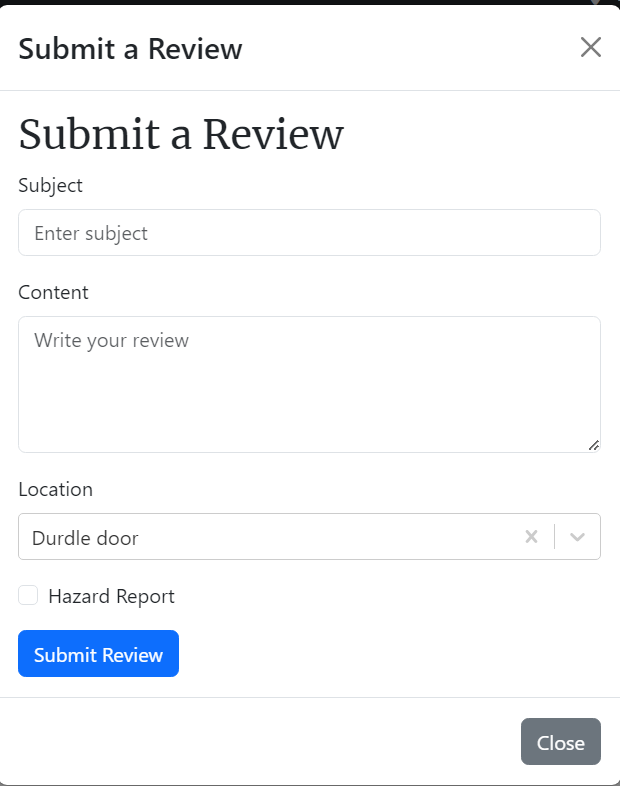 Submit a Review
Submit a Review
Subject
Enter subject
Content
Write your review
Location
Durdle door
Hazard Report
Submit Review
Close